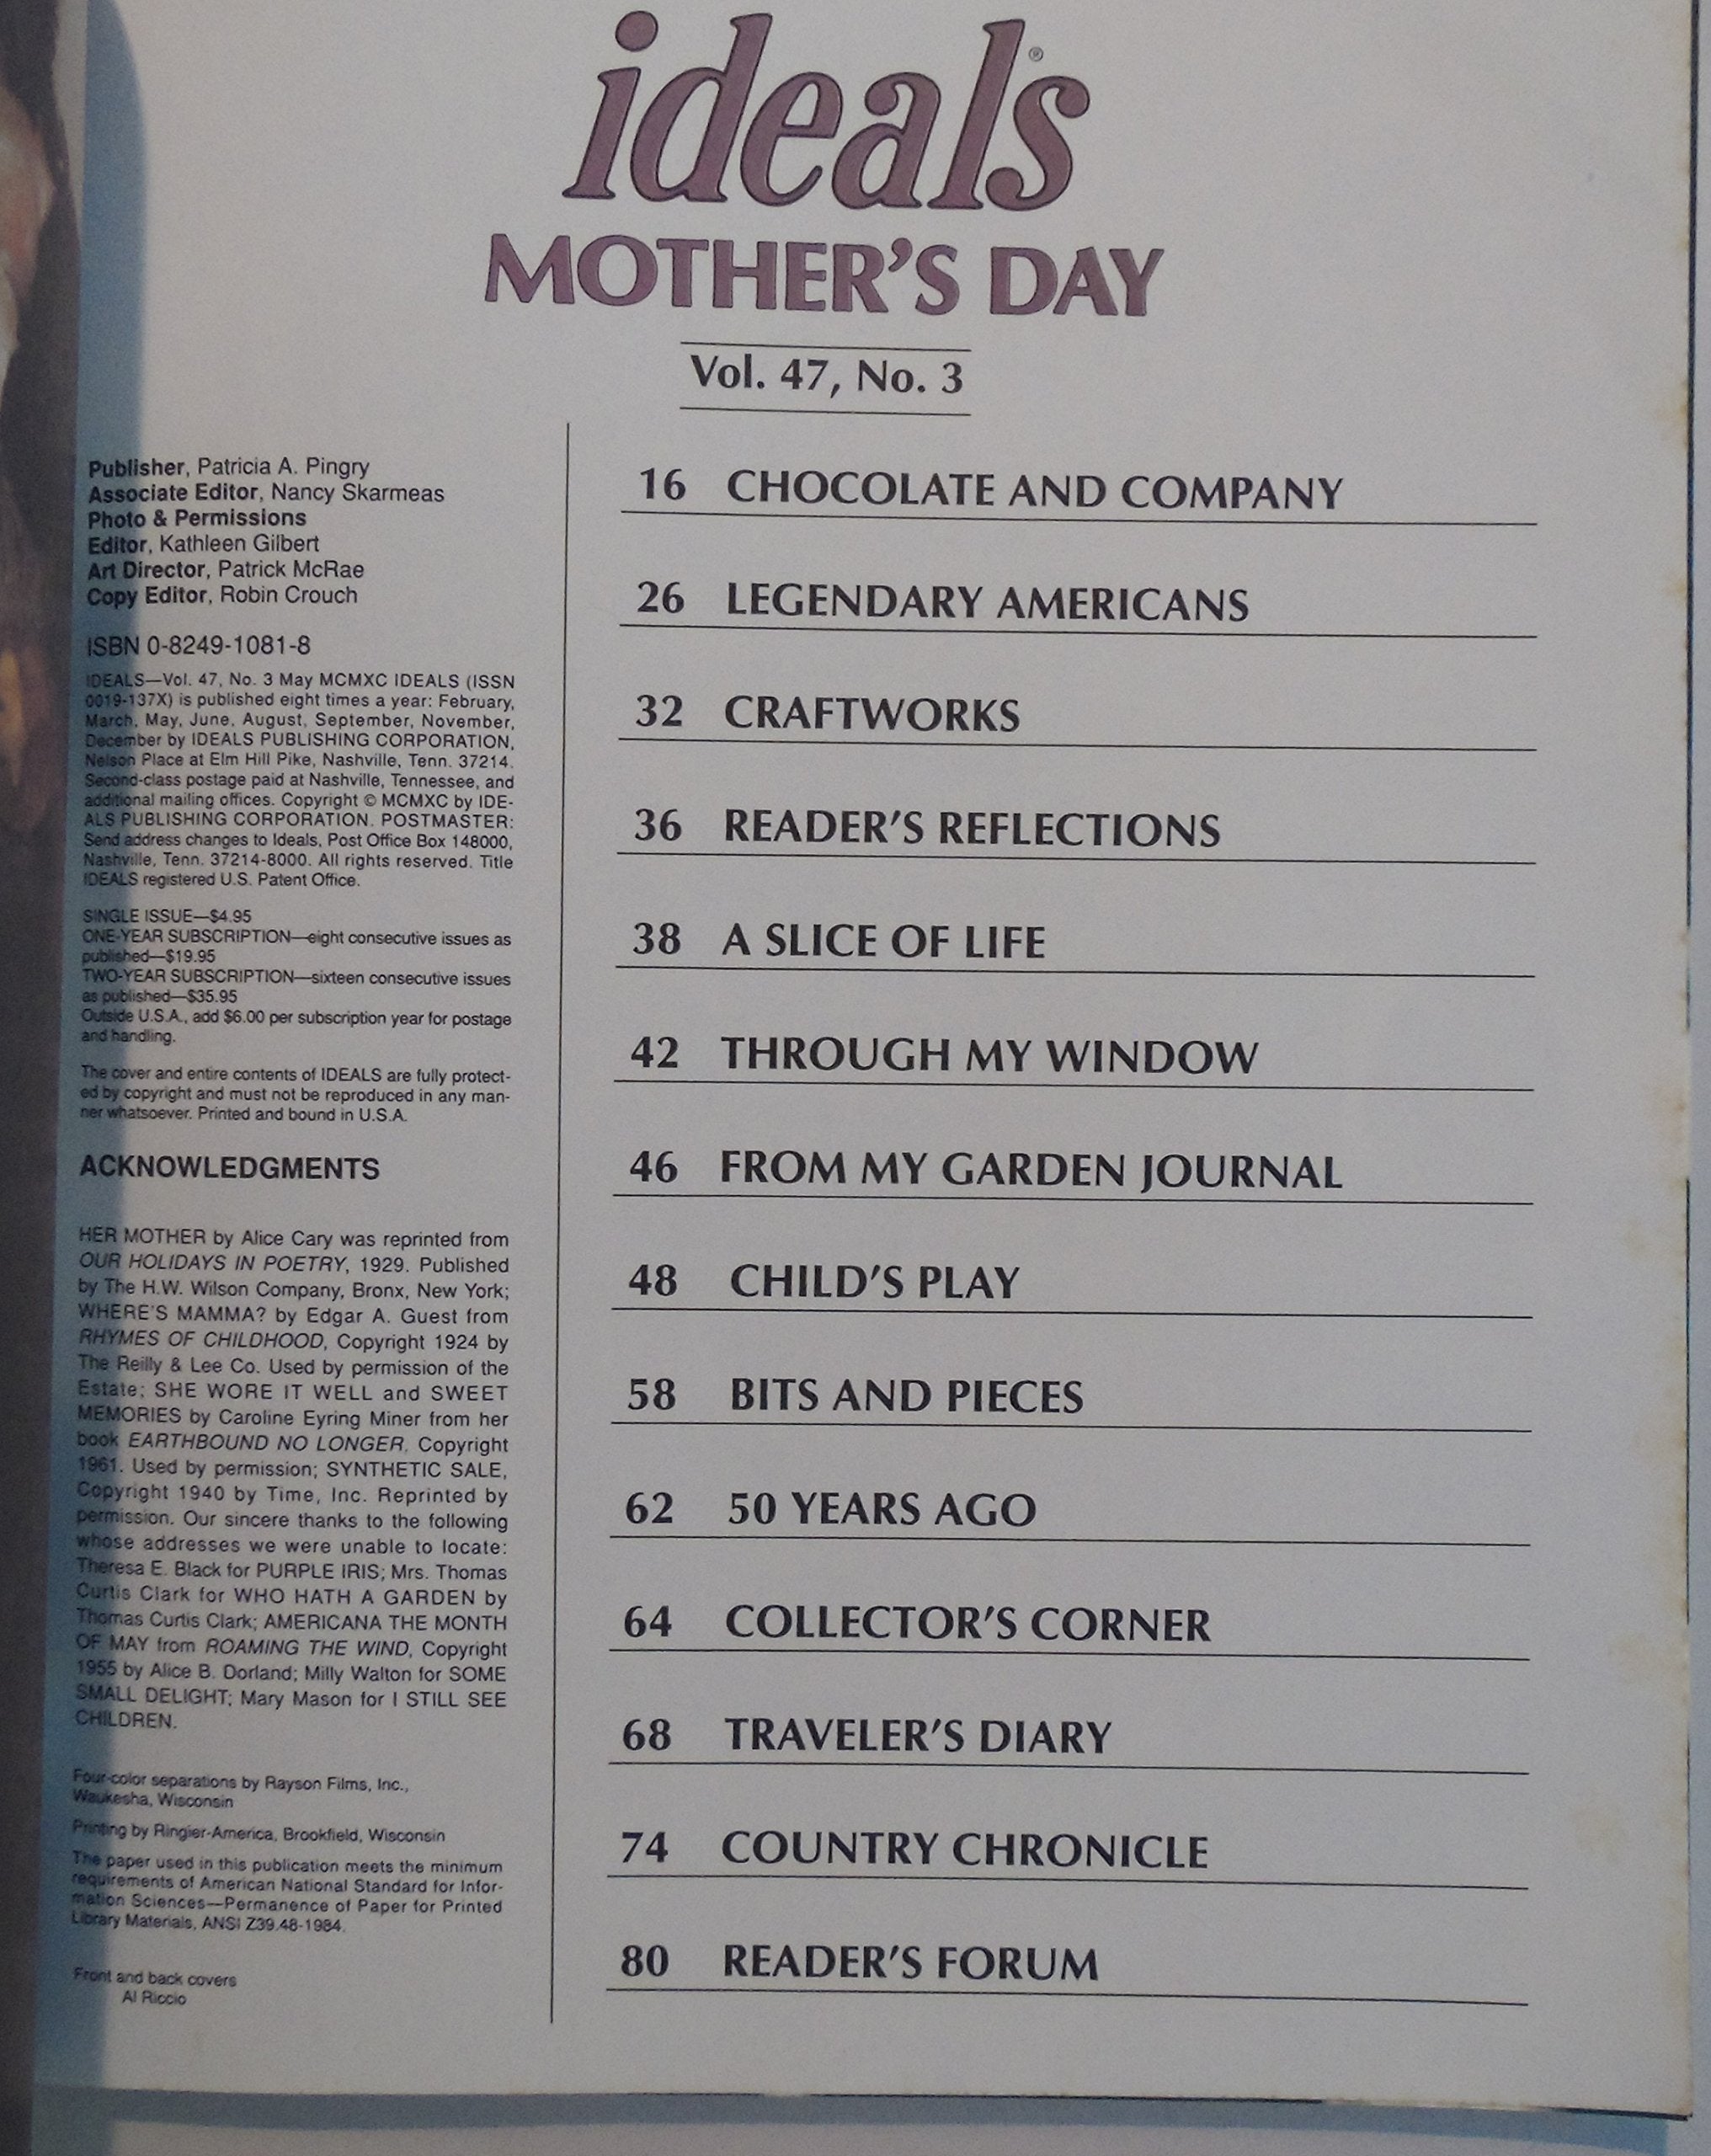 ideals®
MOTHER'S DAY
Vol. 47, No. 3
Publisher, Patricia A. Pingry
Associate Editor, Nancy Skarmeas
Photo & Permissions
Editor, Kathleen Gilbert
Art Director, Patrick McRae
Copy Editor, Robin Crouch
ISBN 0-8249-1081-8
IDEALS—Vol. 47, No. 3 May MCMXC IDEALS (ISSN
0019-137X) is published eight times a year: February,
March, May, June, August, September, November,
December by IDEALS PUBLISHING CORPORATION,
Nelson Place at Elm Hill Pike, Nashville, Tenn. 37214.
Second-class postage paid at Nashville, Tennessee, and
additional mailing offices. Copyright © MCMXC by IDE-
ALS PUBLISHING CORPORATION. POSTMASTER:
Send address changes to Ideals, Post Office Box 148000,
Nashville, Tenn. 37214-8000. All rights reserved. Title
IDEALS registered U.S. Patent Office.
SINGLE ISSUE—$4.95
ONE-YEAR SUBSCRIPTION—eight consecutive issues as
published—$19.95
TWO-YEAR SUBSCRIPTION—sixteen consecutive issues
as published—$35.95
Outside U.S.A., add $6.00 per subscription year for postage
and handling.
The cover and entire contents of IDEALS are fully protect-
ed by copyright and must not be reproduced in any man-
ner whatsoever. Printed and bound in U.S.A.
ACKNOWLEDGMENTS
HER MOTHER by Alice Cary was reprinted from
OUR HOLIDAYS IN POETRY, 1929. Published
by The H.W. Wilson Company, Bronx, New York;
WHERE'S MAMMA? by Edgar A. Guest from
RHYMES OF CHILDHOOD, Copyright 1924 by
The Reilly & Lee Co. Used by permission of the
Estate; SHE WORE IT WELL and SWEET
MEMORIES by Caroline Eyring Miner from her
book EARTHBOUND NO LONGER, Copyright
1961. Used by permission; SYNTHETIC SALE,
Copyright 1940 by Time, Inc. Reprinted by
permission. Our sincere thanks to the following
whose addresses we were unable to locate:
Theresa E. Black for PURPLE IRIS; Mrs. Thomas
Curtis Clark for WHO HATH A GARDEN by
Thomas Curtis Clark; AMERICANA THE MONTH
OF MAY from ROAMING THE WIND, Copyright
1955 by Alice B. Dorland; Milly Walton for SOME
SMALL DELIGHT; Mary Mason for I STILL SEE
CHILDREN.
Four-color separations by Rayson Films, Inc.,
Waukesha, Wisconsin
Printing by Ringier-America, Brookfield, Wisconsin
The paper used in this publication meets the minimum
requirements of American National Standard for Infor-
mation Sciences—Permanence of Paper for Printed
Library Materials, ANSI Z39.48-1984.
Front and back covers
Al Riccio
16 CHOCOLATE AND COMPANY
26 LEGENDARY AMERICANS
32 CRAFTWORKS
36 READER'S REFLECTIONS
38 A SLICE OF LIFE
42 THROUGH MY WINDOW
46 FROM MY GARDEN JOURNAL
48 CHILD'S PLAY
58 BITS AND PIECES
62 50 YEARS AGO
64 COLLECTOR'S CORNER
68 TRAVELER'S DIARY
74 COUNTRY CHRONICLE
80 READER'S FORUM